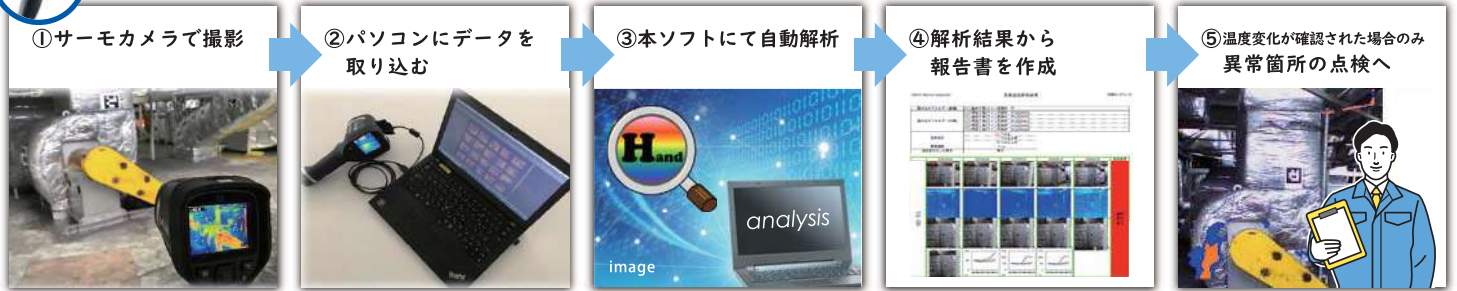 ①サーモカメラで撮影
②パソコンにデータを
取り込む
③本ソフトにて自動解析
Hand
analysis
image
④解析結果から
報告書を作成
⑤温度変化が確認された場合のみ
異常箇所の点検へ